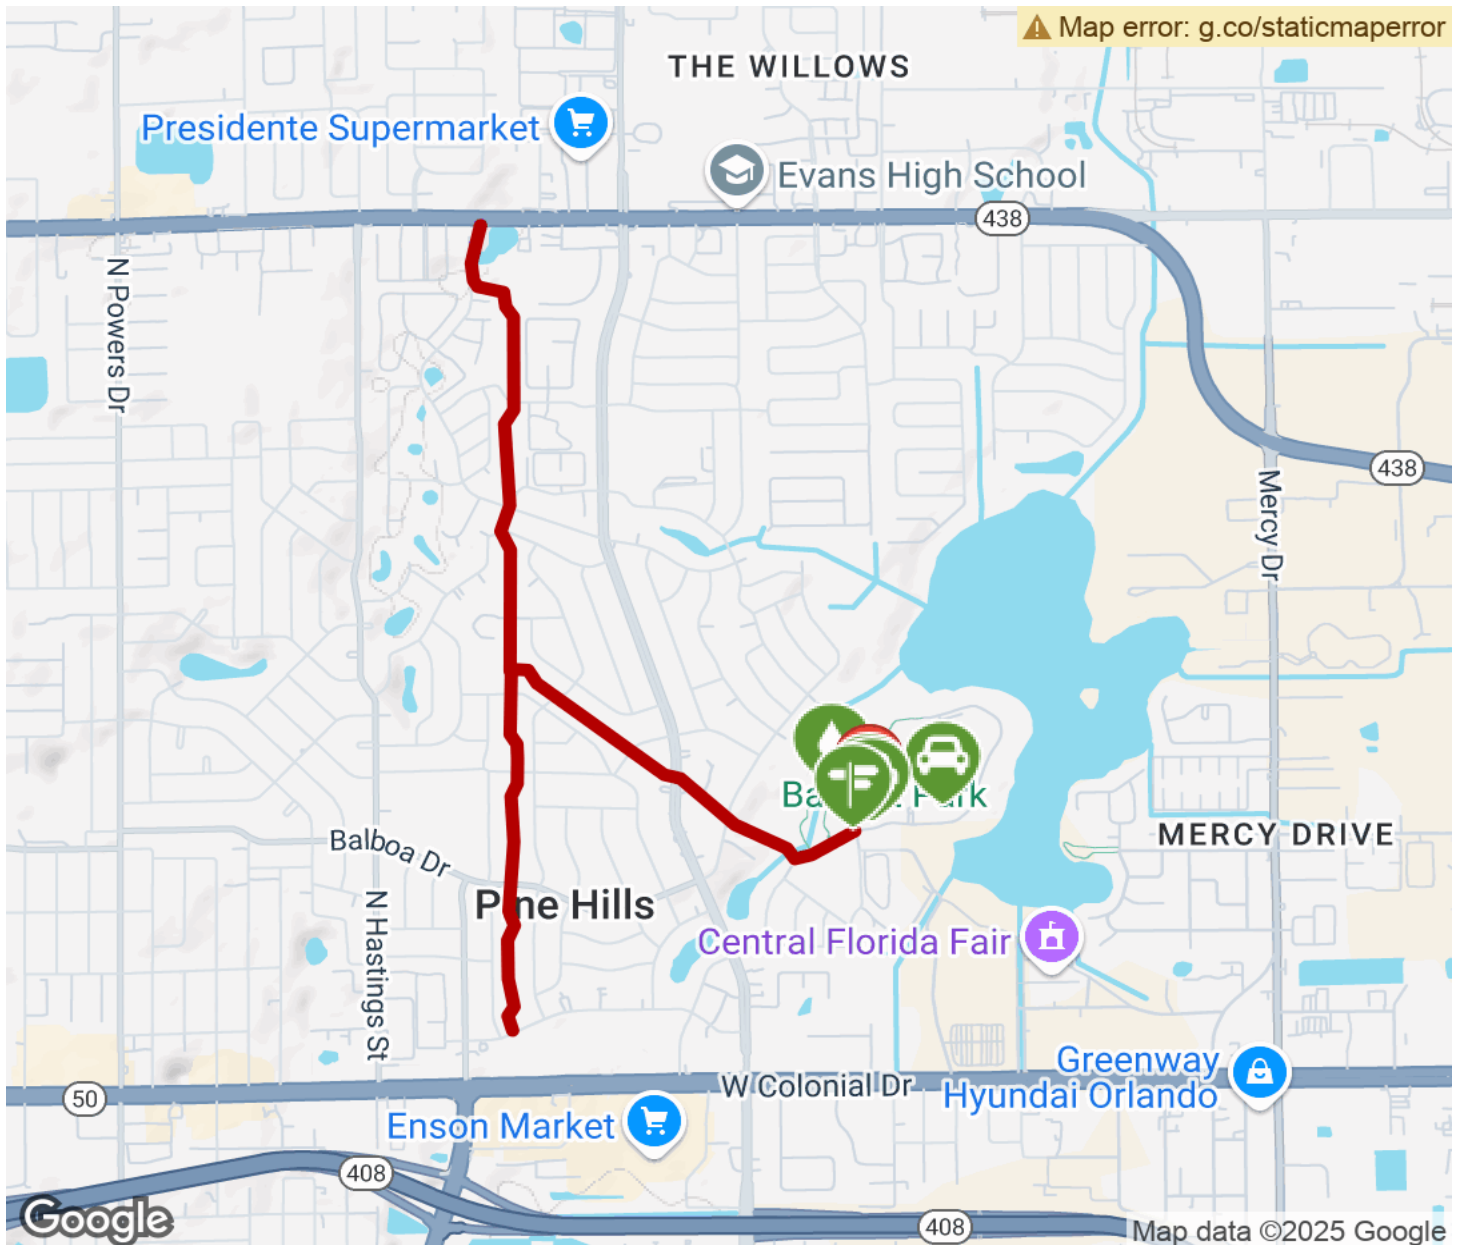 Map error: g.co/staticmaperror
THE WILLOWS
Presidente Supermarket
Evans High School
438
N Powers Dr
438
Mercy Dr
Park
MERCY DRIVE
Balboa Dr
Pine Hills
N Hastings St
Central Florida Fair
Greenway
Hyundai Orlando
50
W Colonial Dr
Enson Market
408
408
Google
Map data ©2025 Google